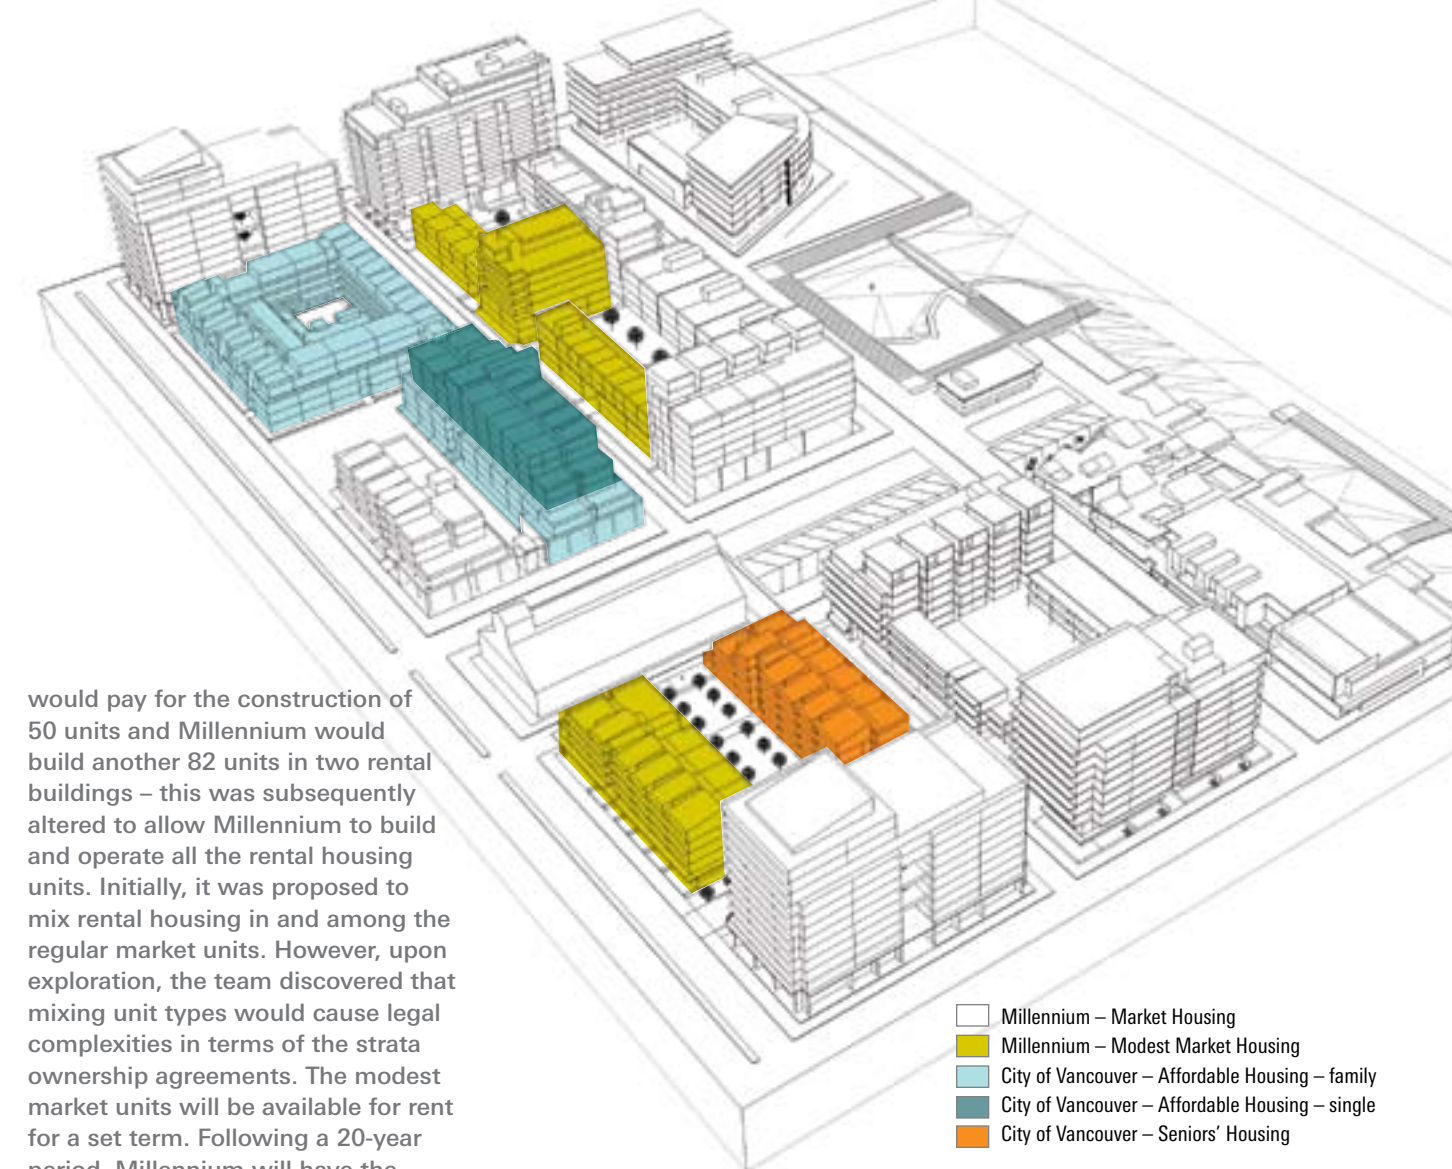 would pay for the construction of
50 units and Millennium would
build another 82 units in two rental
buildings – this was subsequently
altered to allow Millennium to build
and operate all the rental housing
units. Initially, it was proposed to
mix rental housing in and among the
regular market units. However, upon
exploration, the team discovered that
mixing unit types would cause legal
complexities in terms of the strata
ownership agreements. The modest
market units will be available for rent
for a set term. Following a 20-year
period, Millennium will have the
Millennium – Market Housing
Millennium – Modest Market Housing
City of Vancouver – Affordable Housing – family
City of Vancouver – Affordable Housing – single
City of Vancouver – Seniors’ Housing